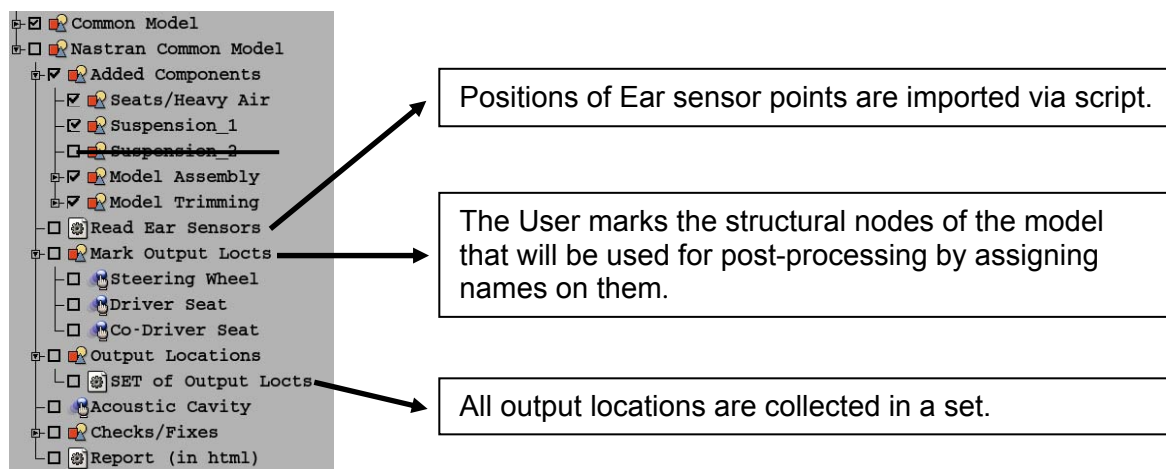 Common Model
Nastran Common Model
Added Components
Seats/Heavy Air
Suspension_1
Suspension_2
Model Assembly
Model Trimming
Read Ear Sensors
Mark Output Locts
Steering Wheel
Driver Seat
Co-Driver Seat
Output Locations
SET of Output Locts
Acoustic Cavity
Checks/Fixes
Report (in html)
Positions of Ear sensor points are imported via script.
The User marks the structural nodes of the model
that will be used for post-processing by assigning
names on them.
All output locations are collected in a set.